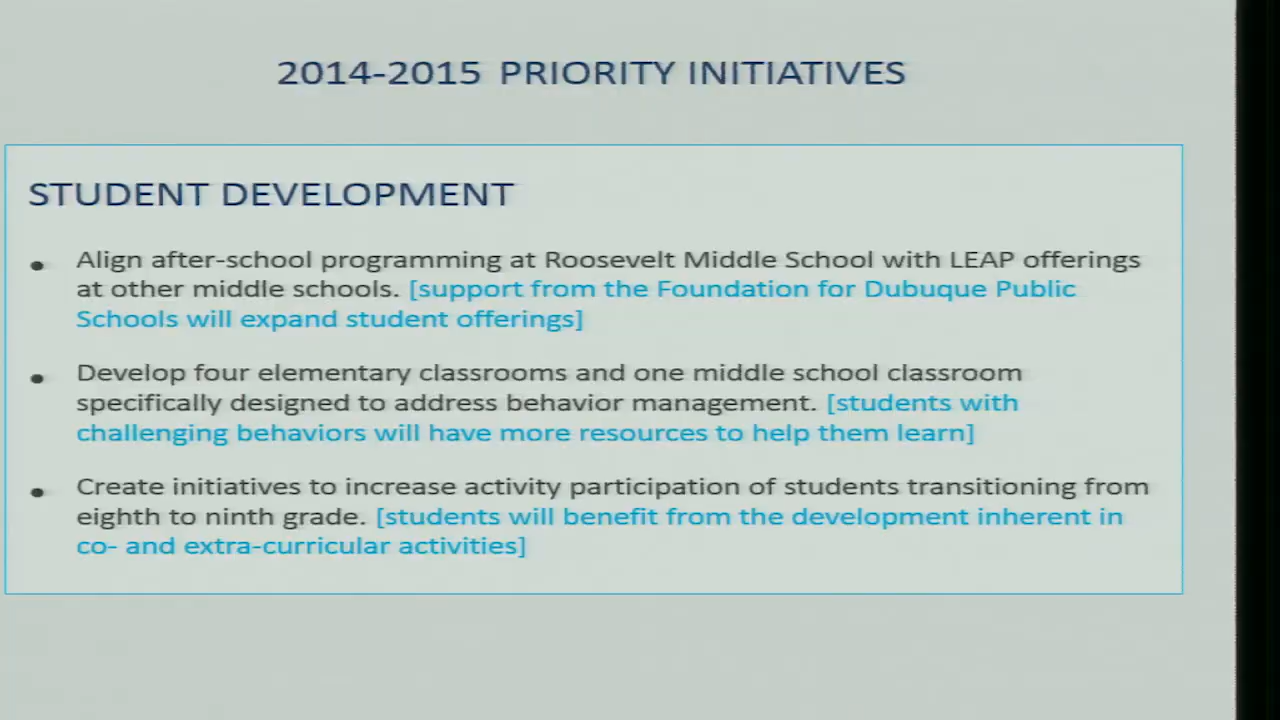 2014-2015 PRIORITY INITIATIVES
STUDENT DEVELOPMENT
• Align after-school programming at Roosevelt Middle School with LEAP offerings
at other middle schools. [support from the Foundation for Dubuque Public
Schools will expand student offerings]
• Develop four elementary classrooms and one middle school classroom
specifically designed to address behavior management. [students with
challenging behaviors will have more resources to help them learn]
• Create initiatives to increase activity participation of students transitioning from
eighth to ninth grade. [students will benefit from the development inherent in
co- and extra-curricular activities]